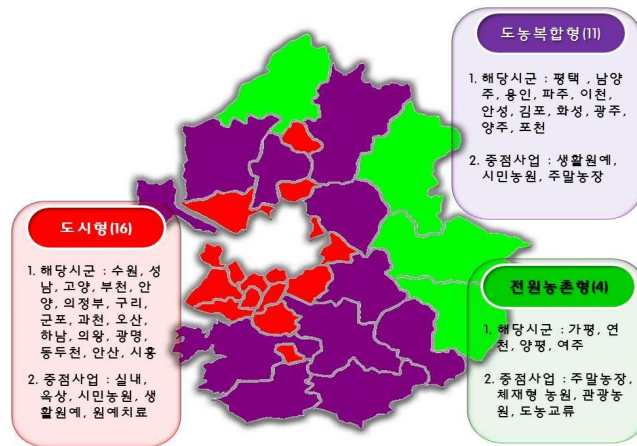 도농복합형(11)
1. 해당시군 : 평택 , 남양
주, 용인, 파주, 이천,
안성, 김포, 화성, 광주,
양주, 포천
2. 중점사업 : 생활원예,
시민농원, 주말농장
도시형(16)
1. 해당시군 : 수원, 성
남, 고양, 부천, 안
양, 의정부, 구리,
군포, 과천, 오산,
하남, 의왕, 광명,
동두천, 안산, 시흥
2. 중점사업 : 실내,
옥상, 시민농원, 생
활원예, 원예치료
전원농촌형(4)
1. 해당시군 : 가평, 연
천, 양평, 여주
2. 중점사업 : 주말농장,
체재형 농원, 관광농
원, 도농교류